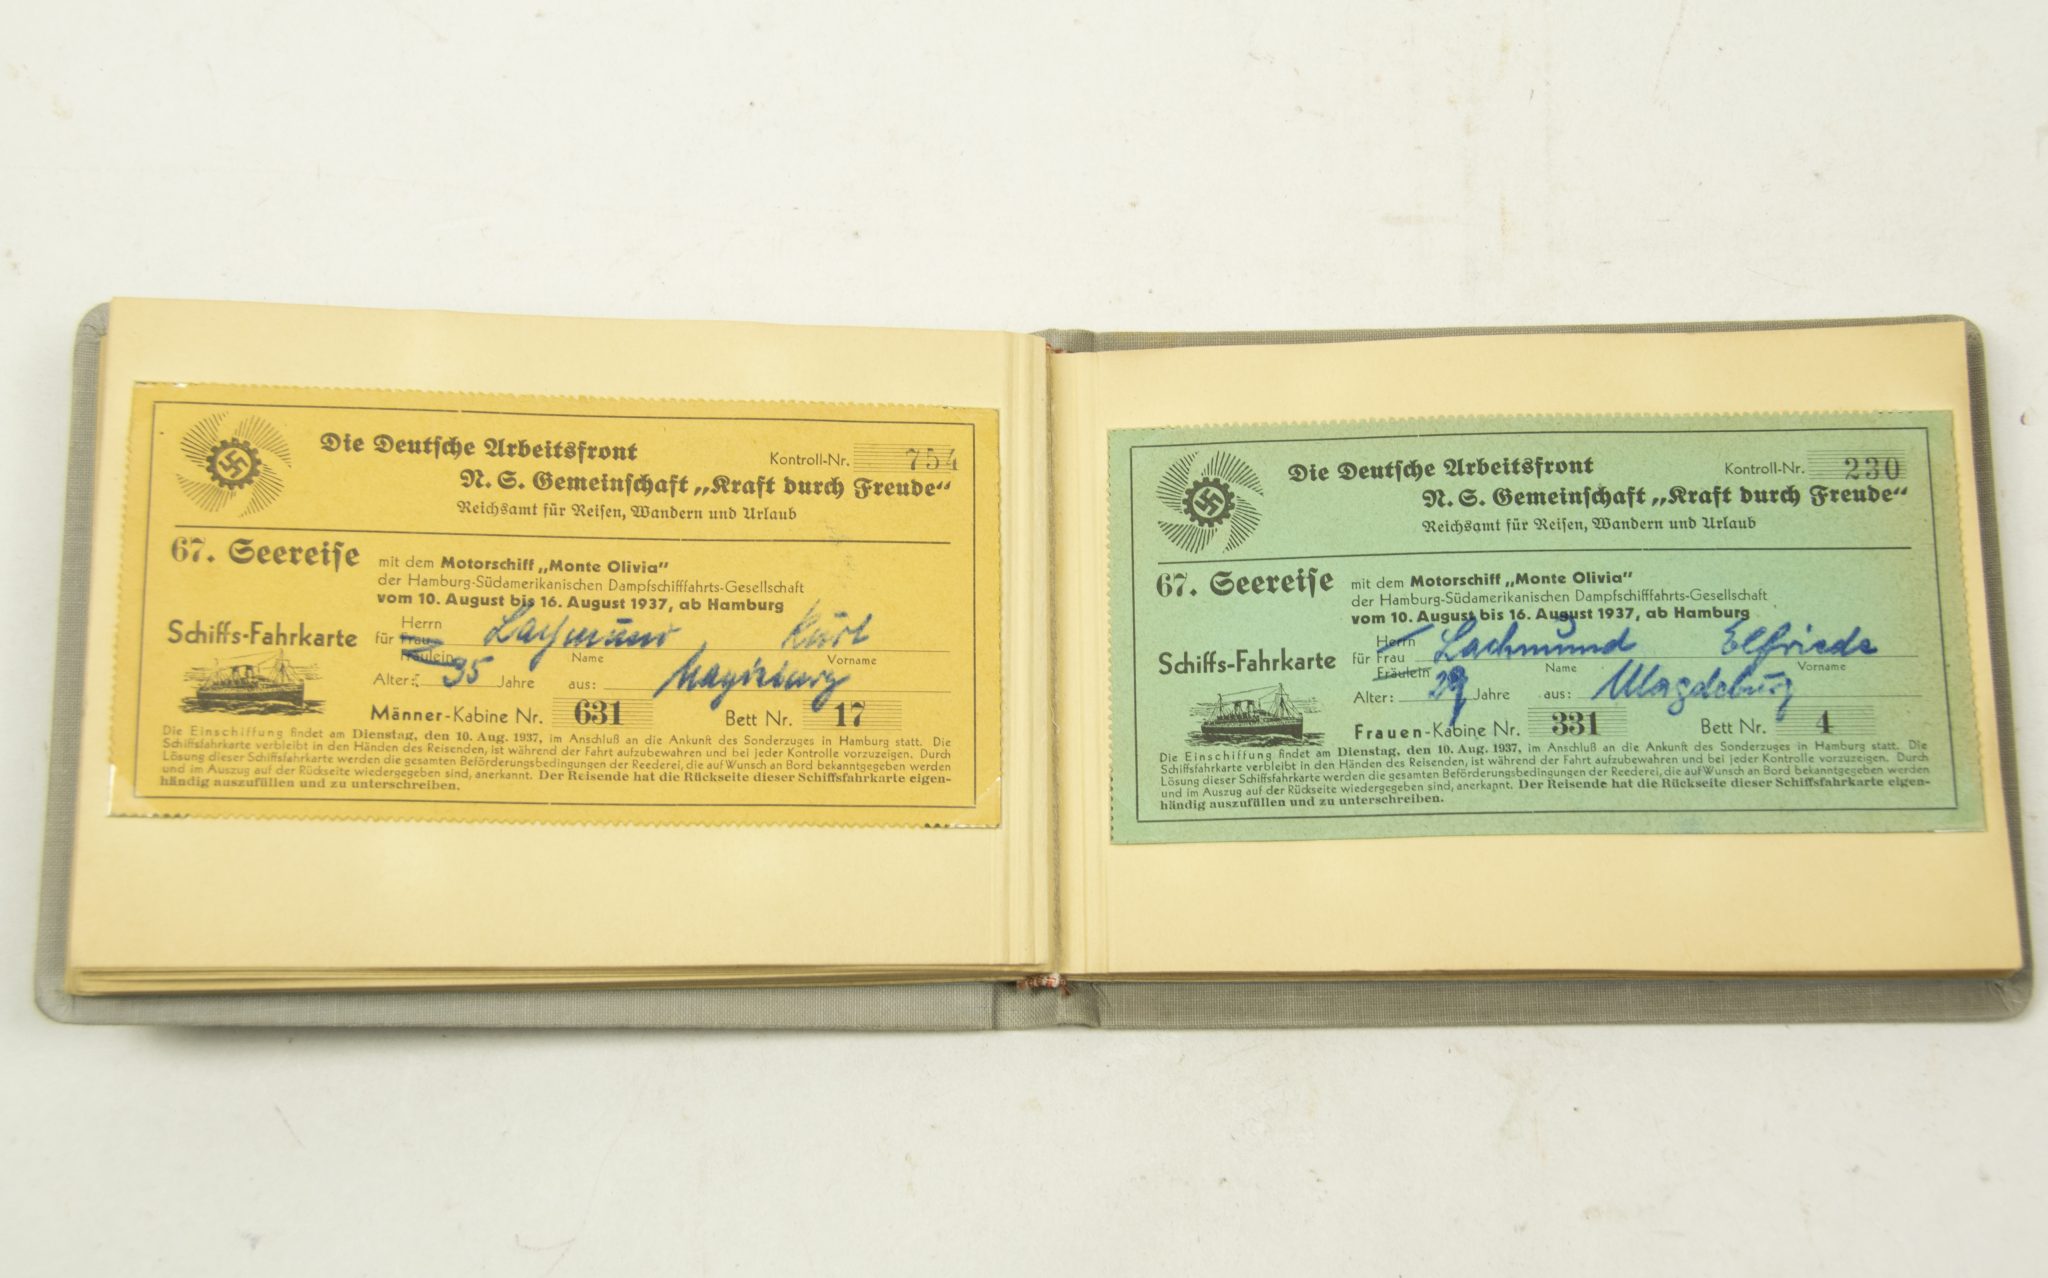 Die Deutsche Arbeitsfront
Kontroll-Nr. 754
N. S. Gemeinschaft „Kraft durch Freude“
Reichsamt für Reisen, Wandern und Urlaub
67. Seereise
mit dem Motorschiff „Monte Olivia“
der Hamburg-Südamerikanischen Dampfschifffahrts-Gesellschaft
vom 10. August bis 16. August 1937, ab Hamburg
Schiffs-Fahrkarte
für Herrn Frau Fräulein Lachmund Kurt
Name Vorname
Alter: 35 Jahre aus: Magdeburg
Männer-Kabine Nr. 631 Bett Nr. 17
Die Einschiffung findet am Dienstag, den 10. Aug. 1937, im Anschluß an die Ankunft des Sonderzuges in Hamburg statt. Die
Schiffsfahrkarte verbleibt in den Händen des Reisenden, ist während der Fahrt aufzubewahren und bei jeder Kontrolle vorzuzeigen. Durch
Lösung dieser Schiffsfahrkarte werden die gesamten Beförderungsbedingungen der Reederei, die auf Wunsch an Bord bekanntgegeben werden
und im Auszug auf der Rückseite wiedergegeben sind, anerkannt. Der Reisende hat die Rückseite dieser Schiffsfahrkarte eigen-
händig auszufüllen und zu unterschreiben.
Die Deutsche Arbeitsfront
Kontroll-Nr. 230
N. S. Gemeinschaft „Kraft durch Freude“
Reichsamt für Reisen, Wandern und Urlaub
67. Seereise
mit dem Motorschiff „Monte Olivia“
der Hamburg-Südamerikanischen Dampfschifffahrts-Gesellschaft
vom 10. August bis 16. August 1937, ab Hamburg
Schiffs-Fahrkarte
für Herrn Frau Fräulein Lachmund Elfriede
Name Vorname
Alter: 29 Jahre aus: Magdeburg
Frauen-Kabine Nr. 331 Bett Nr. 4
Die Einschiffung findet am Dienstag, den 10. Aug. 1937, im Anschluß an die Ankunft des Sonderzuges in Hamburg statt. Die
Schiffsfahrkarte verbleibt in den Händen des Reisenden, ist während der Fahrt aufzubewahren und bei jeder Kontrolle vorzuzeigen. Durch
Lösung dieser Schiffsfahrkarte werden die gesamten Beförderungsbedingungen der Reederei, die auf Wunsch an Bord bekanntgegeben werden
und im Auszug auf der Rückseite wiedergegeben sind, anerkannt. Der Reisende hat die Rückseite dieser Schiffsfahrkarte eigen-
händig auszufüllen und zu unterschreiben.